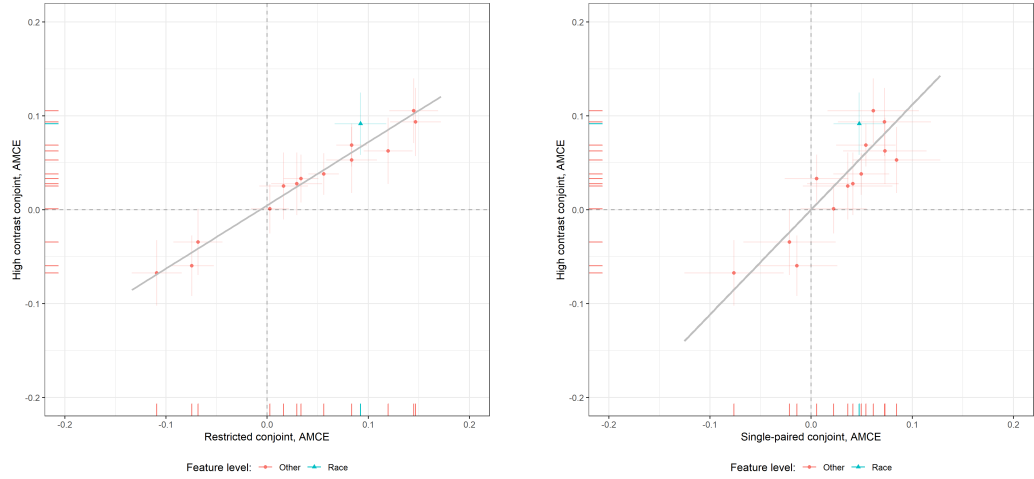 0.2
0.1
0.0
-0.1
-0.2
High contrast conjoint, AMCE
-0.2 -0.1 0.0 0.1 0.2
Restricted conjoint, AMCE
Feature level: Other Race
0.2
0.1
0.0
-0.1
-0.2
High contrast conjoint, AMCE
-0.2 -0.1 0.0 0.1 0.2
Single-paired conjoint, AMCE
Feature level: Other Race